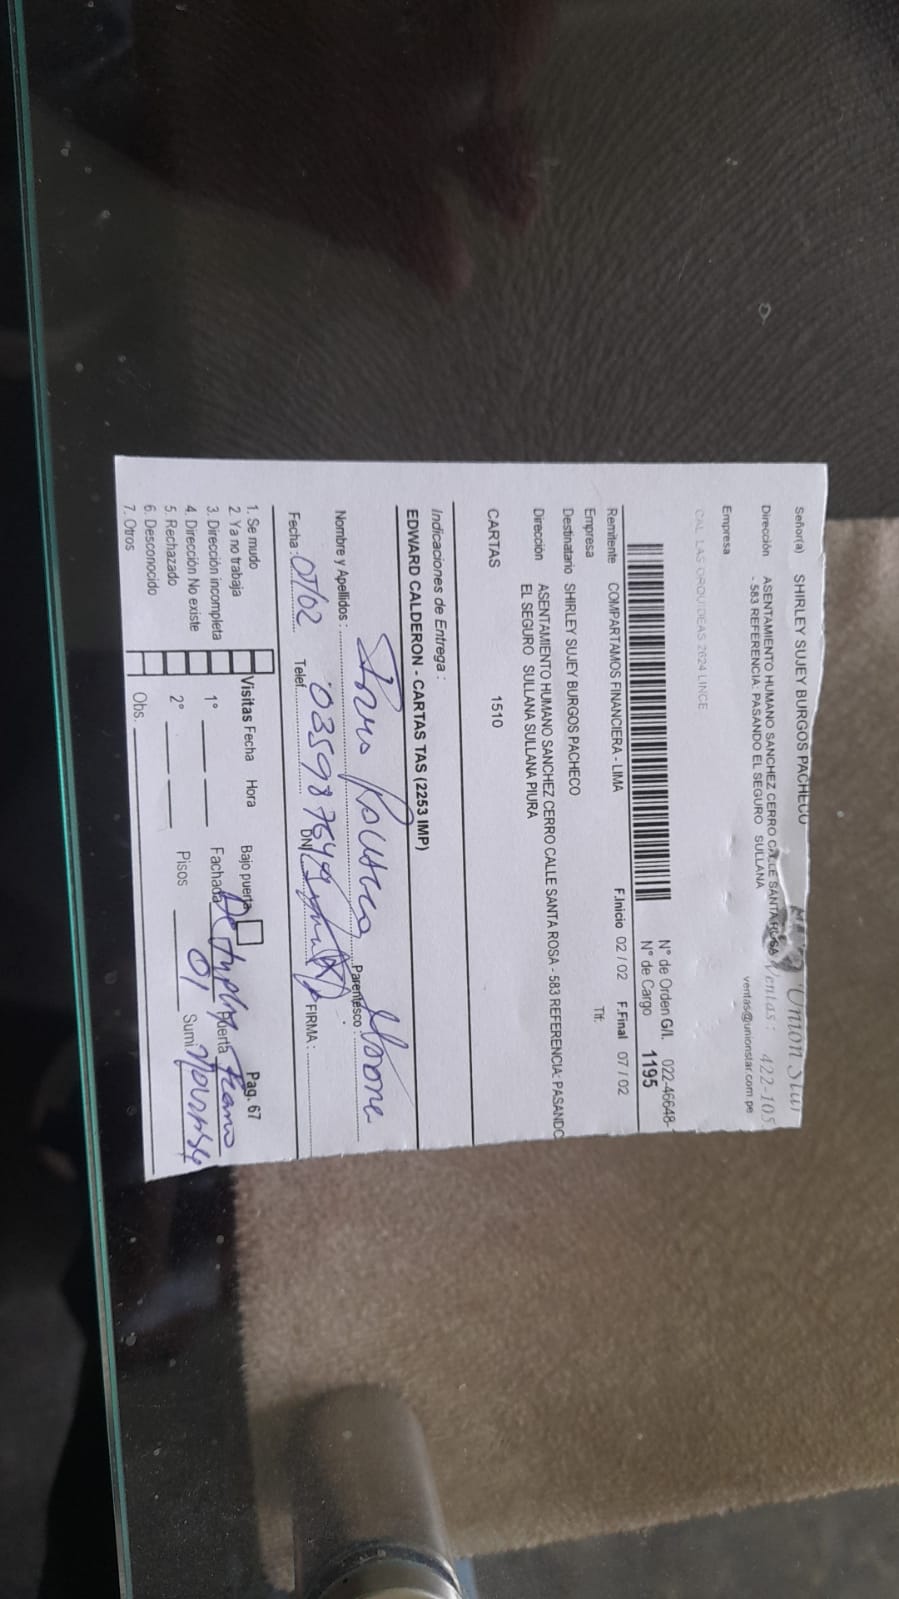 Señor(a) SHIRLEY SUJEY BURGOS PACHECO
Union Star
Dirección ASENTAMIENTO HUMANO SANCHEZ CERRO CALLE SANTA ROSA
- 583 REFERENCIA: PASANDO EL SEGURO SULLANA
Ventas: 422-105
ventas@unionstar.com.pe
Empresa
CAL LAS ORQUIDEAS 2624 LINCE
N° de Orden G/I. 022-46648-
N° de Cargo 1195
Remitente COMPARTAMOS FINANCIERA - LIMA F.Inicio 02 / 02 F.Final 07 / 02
Empresa Tlf:
Destinatario SHIRLEY SUJEY BURGOS PACHECO
Dirección ASENTAMIENTO HUMANO SANCHEZ CERRO CALLE SANTA ROSA - 583 REFERENCIA: PASANDO
EL SEGURO SULLANA SULLANA PIURA
CARTAS 1510
Indicaciones de Entrega :
EDWARD CALDERON - CARTAS TAS (2253 IMP)
Nombre y Apellidos : Parentesco :
Fecha : 07/02 Telef DNI FIRMA :
1. Se mudo
2. Ya no trabaja Visitas Fecha Hora Bajo puerta Pag. 67
3. Dirección incompleta 1° Fachada Puerta
4. Dirección No existe
5. Rechazado 2° Pisos 01 Sumi
6. Desconocido
7. Otros Obs.